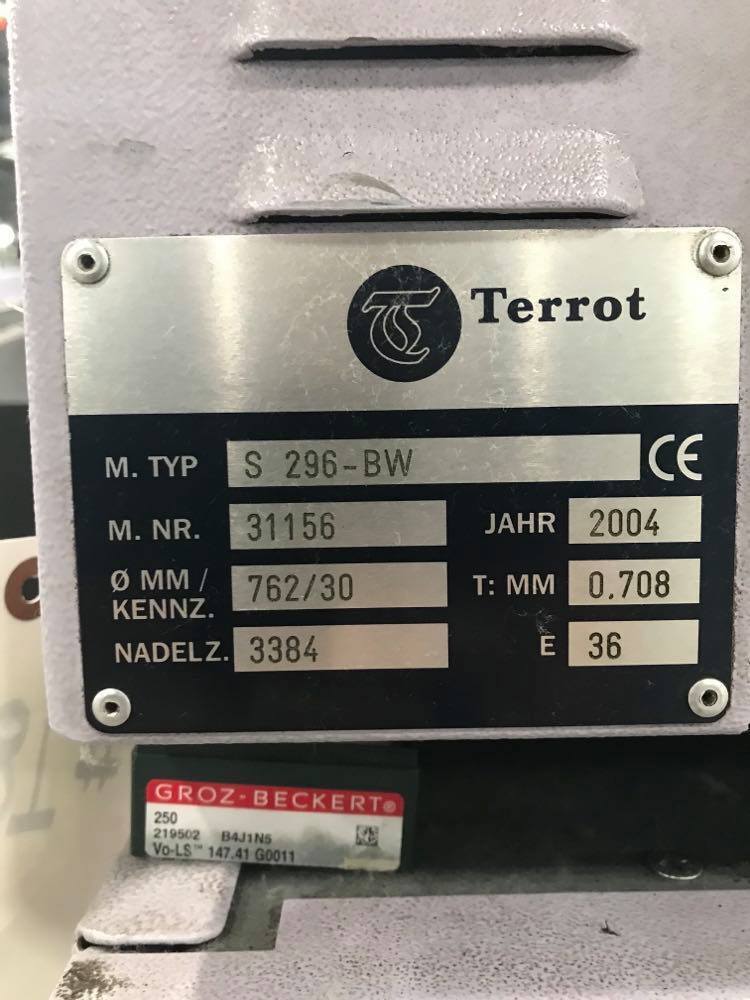 Terrot
M. TYP S 296-BW CE
M. NR. 31156 JAHR 2004
Ø MM / KENNZ. 762/30 T: MM 0.708
NADELZ. 3384 E 36
GROZ-BECKERT®
250
219502 B4J1N5
Vo-LS™ 147.41 G0011